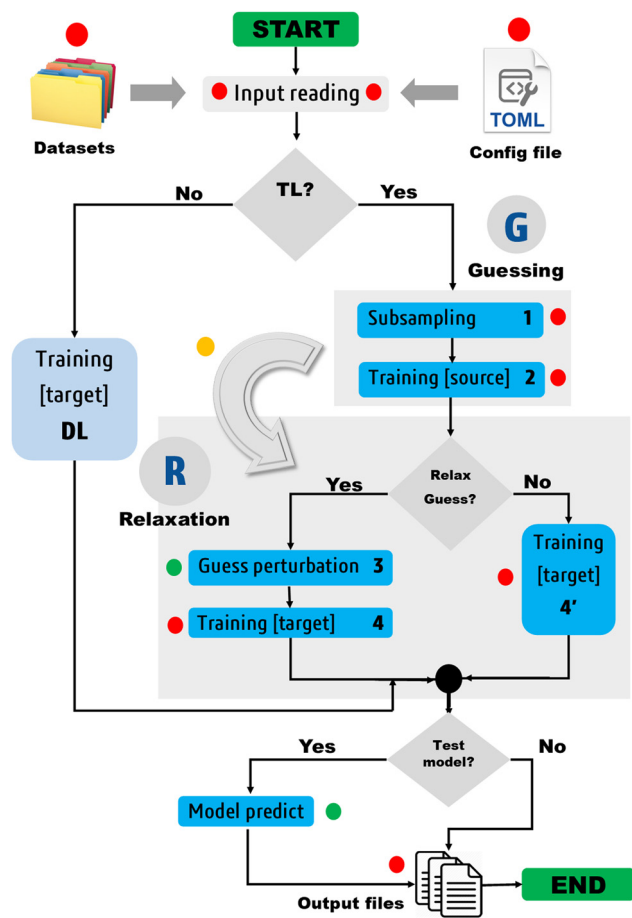 START
Input reading
Datasets
TOML
Config file
TL?
No
Yes
G
Guessing
Subsampling 1
Training [source] 2
Training
[target]
DL
R
Relaxation
Relax
Guess?
Yes
No
Guess perturbation 3
Training [target] 4
Training
[target]
4’
Test
model?
Yes
No
Model predict
Output files
END